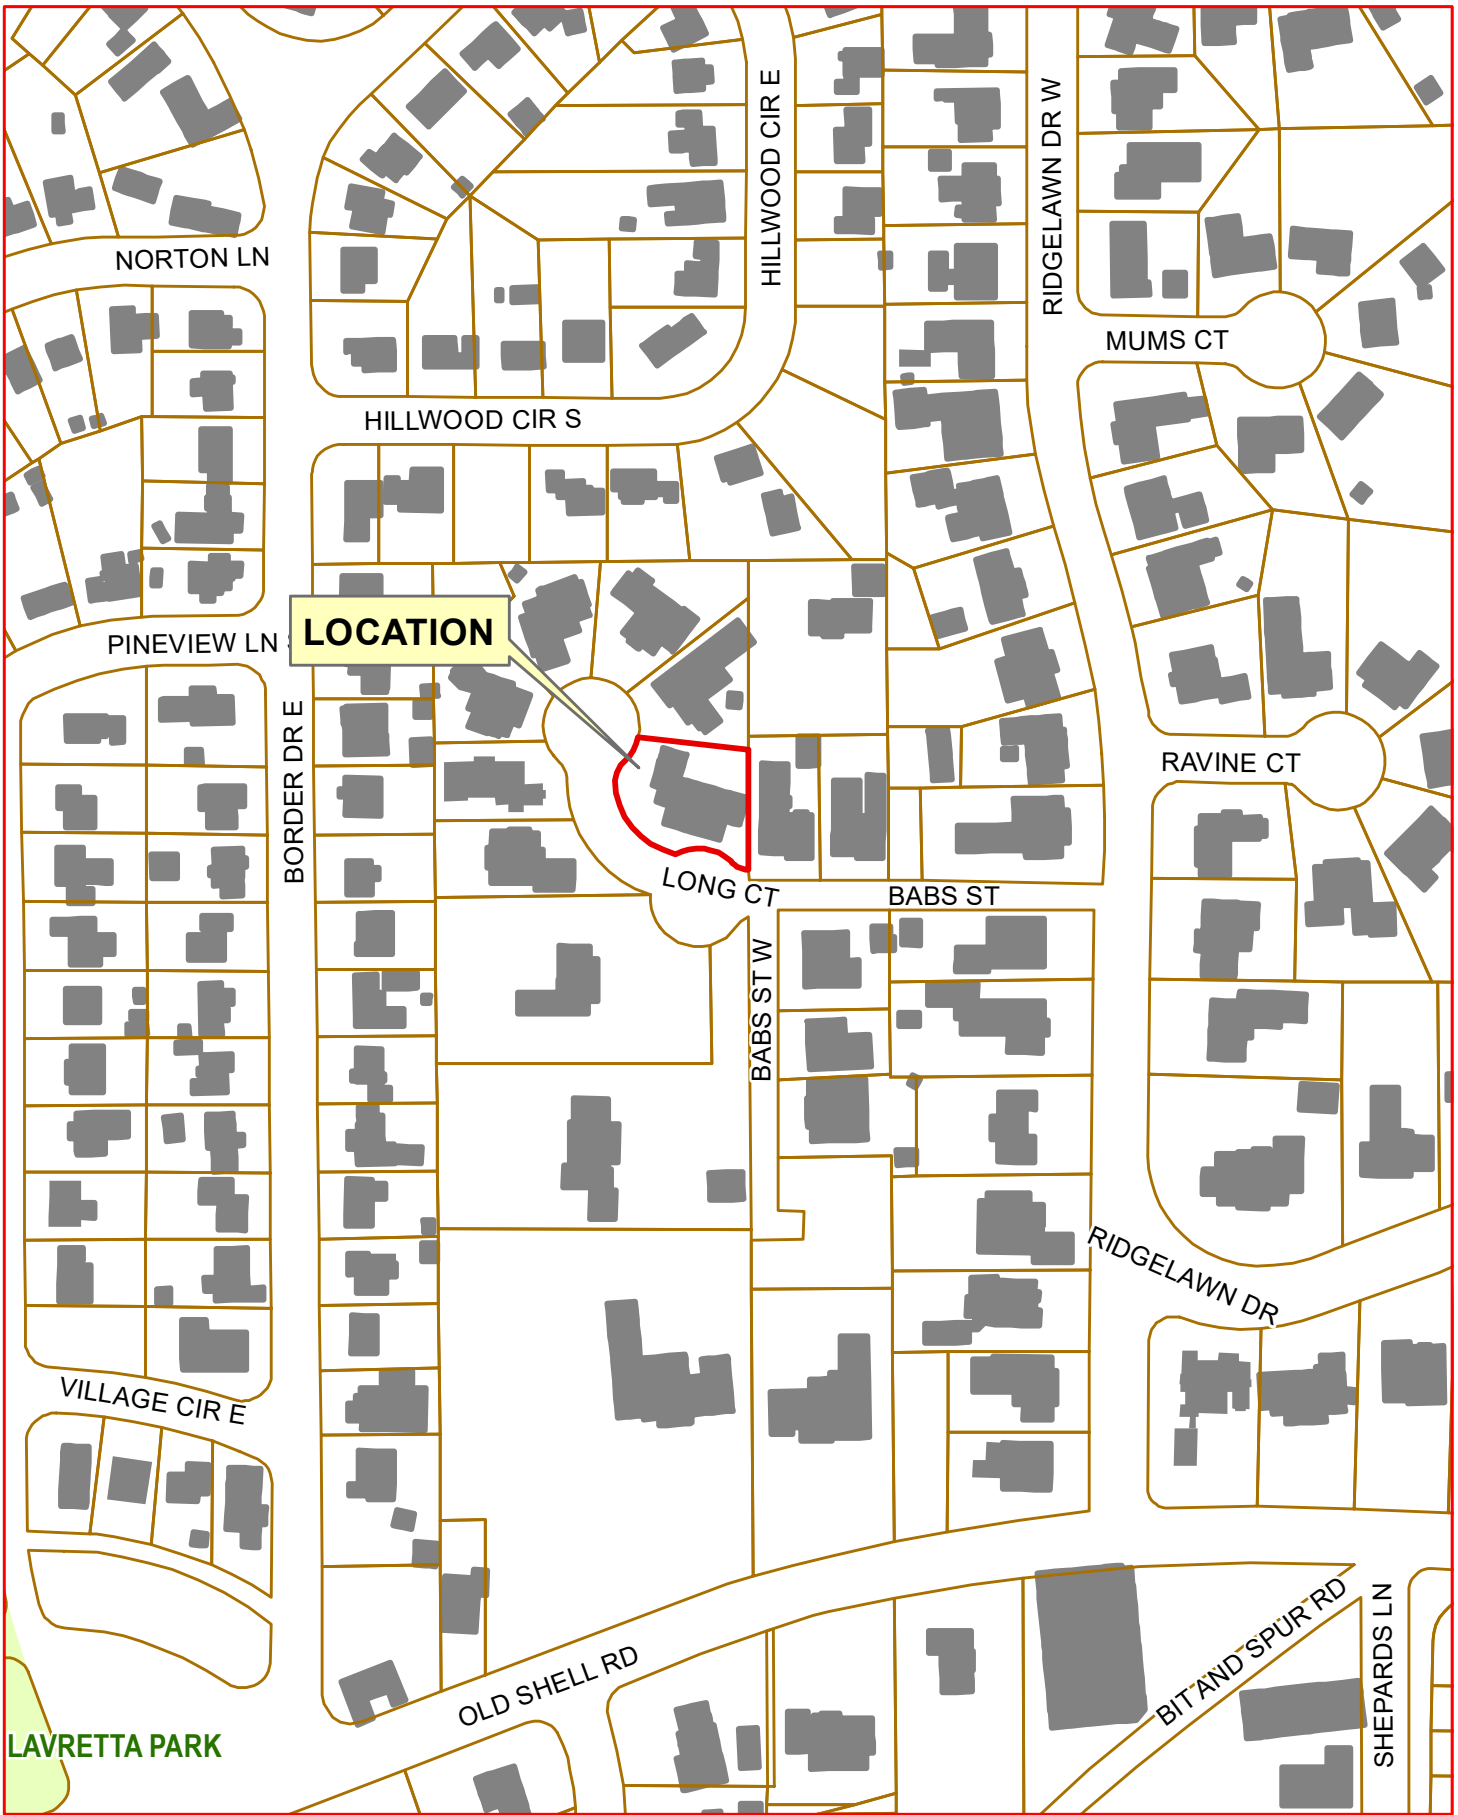 HILLWOOD CIR E
RIDGELAWN DR W
NORTON LN
MUMS CT
HILLWOOD CIR S
LOCATION
PINEVIEW LN S
BORDER DR E
RAVINE CT
LONG CT
BABS ST
BABS ST W
RIDGELAWN DR
VILLAGE CIR E
OLD SHELL RD
BIT AND SPUR RD
SHEPARDS LN
LAVRETTA PARK